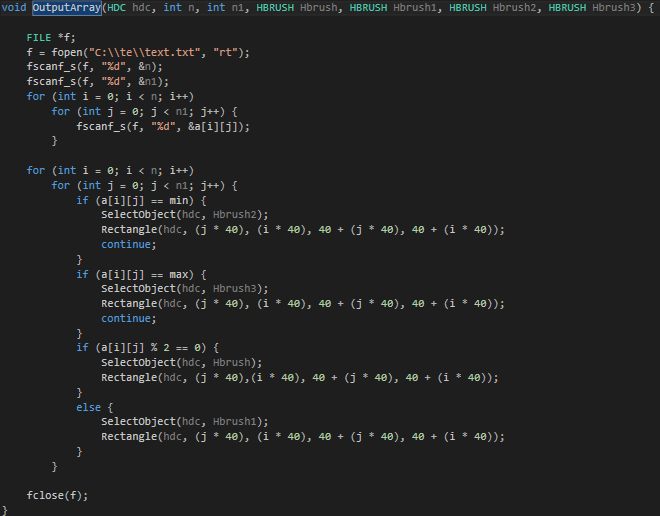 void OutputArray(HDC hdc, int n, int n1, HBRUSH Hbrush, HBRUSH Hbrush1, HBRUSH Hbrush2, HBRUSH Hbrush3) {
FILE *f;
f = fopen("C:\\te\\text.txt", "rt");
fscanf_s(f, "%d", &n);
fscanf_s(f, "%d", &n1);
for (int i = 0; i < n; i++)
for (int j = 0; j < n1; j++) {
fscanf_s(f, "%d", &a[i][j]);
}
for (int i = 0; i < n; i++)
for (int j = 0; j < n1; j++) {
if (a[i][j] == min) {
SelectObject(hdc, Hbrush2);
Rectangle(hdc, (j * 40), (i * 40), 40 + (j * 40), 40 + (i * 40));
continue;
}
if (a[i][j] == max) {
SelectObject(hdc, Hbrush3);
Rectangle(hdc, (j * 40), (i * 40), 40 + (j * 40), 40 + (i * 40));
continue;
}
if (a[i][j] % 2 == 0) {
SelectObject(hdc, Hbrush);
Rectangle(hdc, (j * 40),(i * 40), 40 + (j * 40), 40 + (i * 40));
}
else {
SelectObject(hdc, Hbrush1);
Rectangle(hdc, (j * 40), (i * 40), 40 + (j * 40), 40 + (i * 40));
}
}
fclose(f);
}